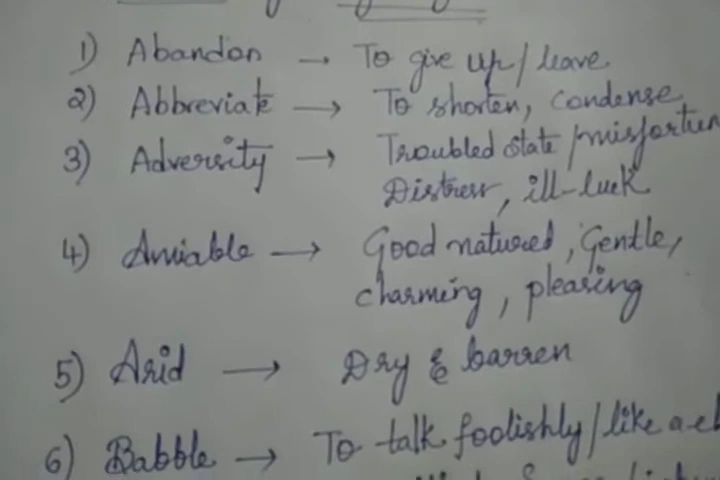 1) Abandon → To give up/leave
2) Abbreviate → To shorten, condense
3) Adversity → Troubled state/misfortun
Distress, ill-luck
4) Amiable → Good natured, Gentle,
charming, pleasing
5) Arid → Dry & barren
6) Babble → To talk foolishly/like a